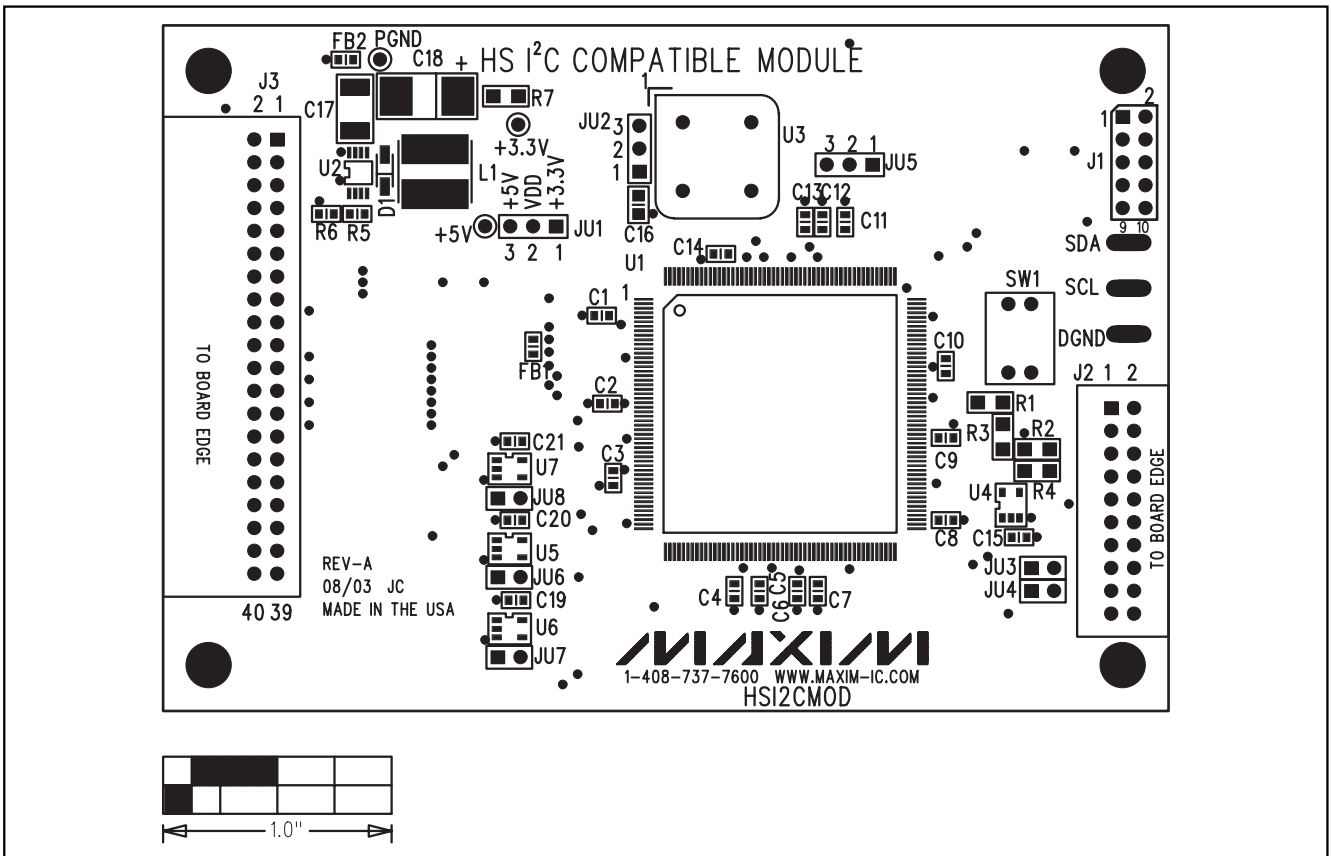 FB2 PGND
C18 + HS I²C COMPATIBLE MODULE
J3
2 1
C17
R7
+3.3V
U2
D1
L1
R6 R5
+5V
VDD
+3.3V
+5V
JU1
3 2 1
JU2
3
2
1
1
U3
C16
3 2 1
JU5
C13 C12
C11
C14
2
1
J1
9 10
SDA
SCL
DGND
U1
1
C1
FB1
C2
C3
SW1
C10
J2 1 2
R1
R3
R2
R4
C9
U4
C8
C15
JU3
JU4
TO BOARD EDGE
TO BOARD EDGE
C21
U7
JU8
C20
U5
JU6
C19
U6
JU7
REV-A
08/03 JC
MADE IN THE USA
40 39
C4
C6
C5
C7
MAXIM
1-408-737-7600 WWW.MAXIM-IC.COM
HSI2CMOD
1.0"